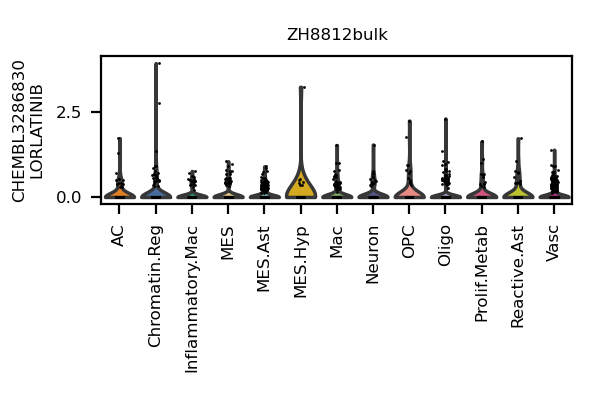 ZH8812bulk
CHEMBL3286830
LORLATINIB
2.5
0.0
AC
Chromatin.Reg
Inflammatory.Mac
MES
MES.Ast
MES.Hyp
Mac
Neuron
OPC
Oligo
Prolif.Metab
Reactive.Ast
Vasc